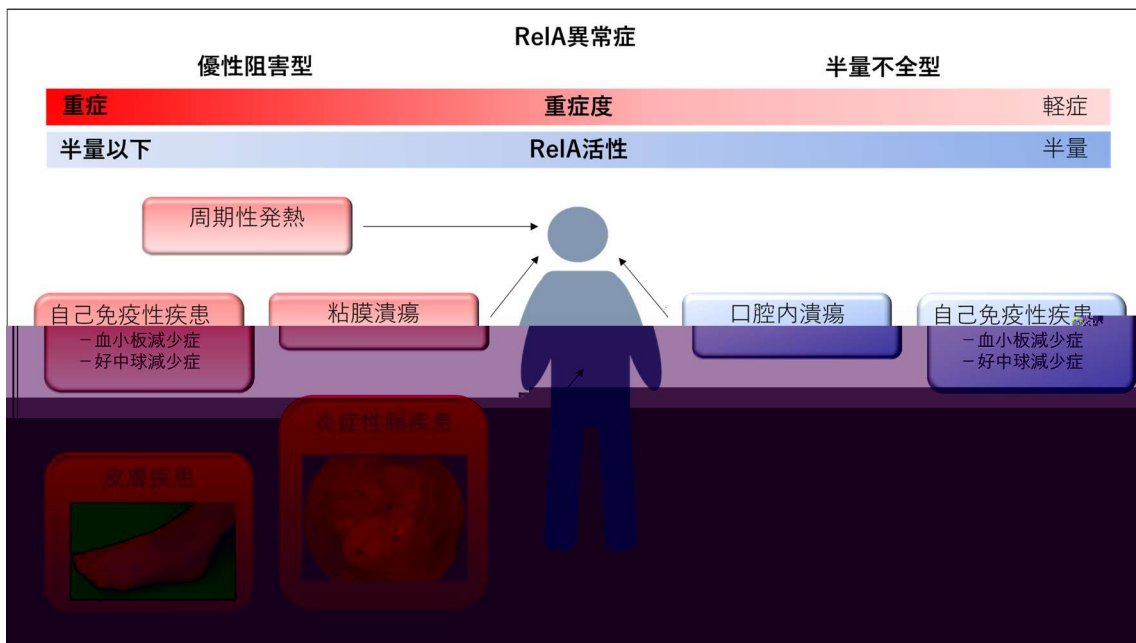 RelA異常症
優性阻害型
半量不全型
重症
重症度
軽症
半量以下
RelA活性
半量
周期性発熱
自己免疫性疾患
－血小板減少症
－好中球減少症
粘膜潰瘍
口腔内潰瘍
自己免疫性疾患
－血小板減少症
－好中球減少症
炎症性腸疾患
皮膚疾患